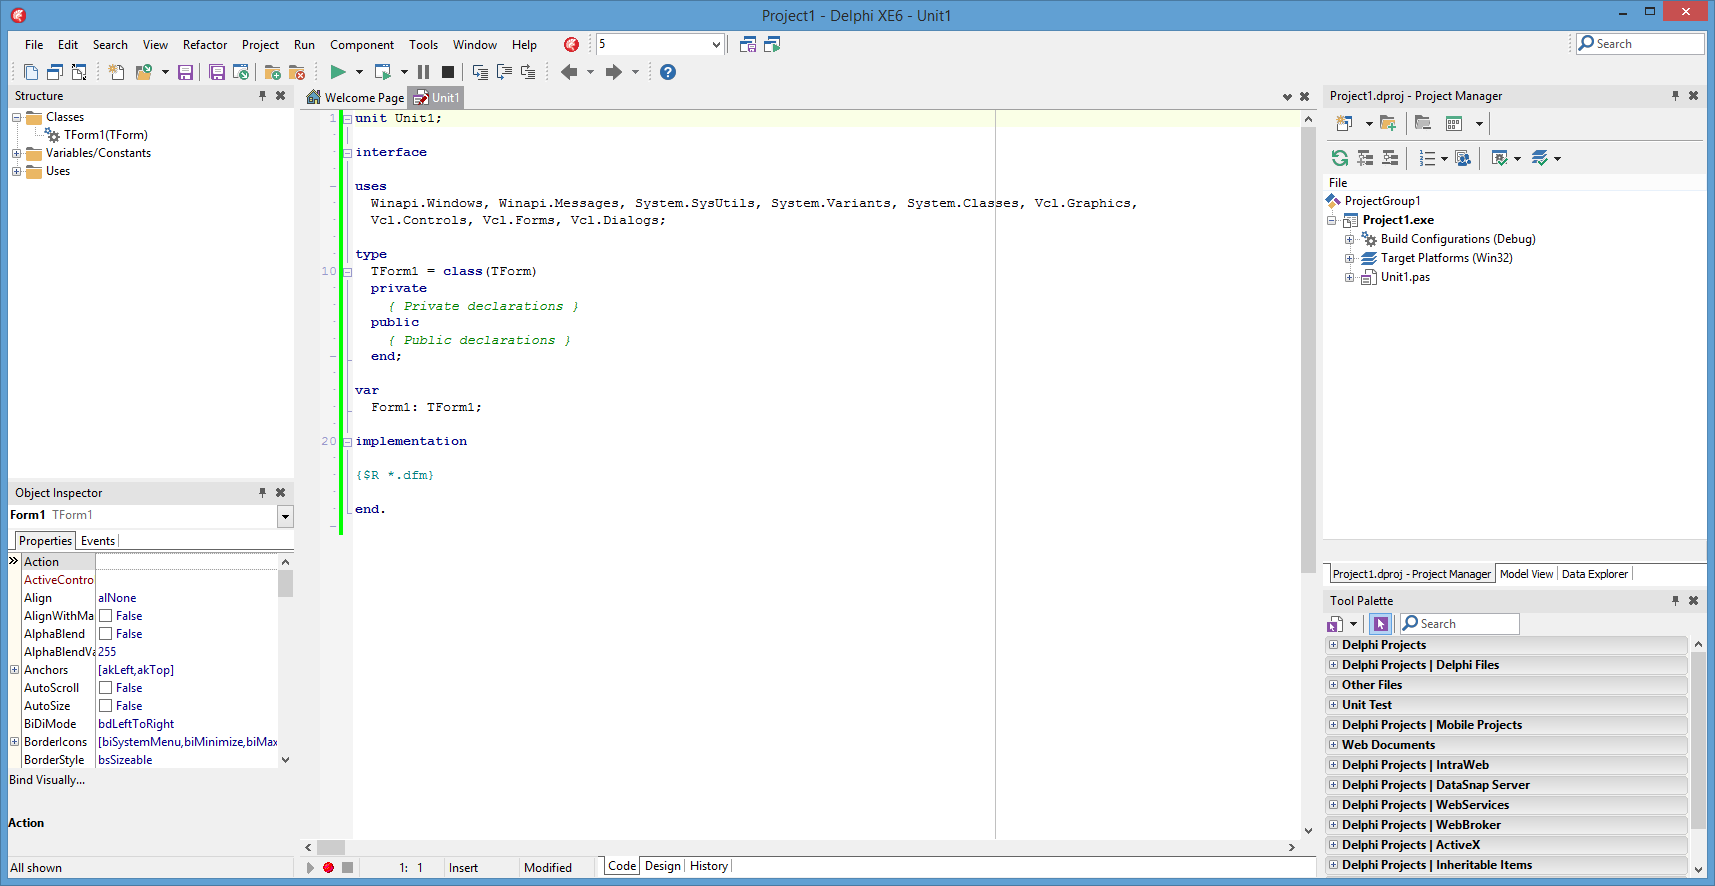 Project1 - Delphi XE6 - Unit1
File Edit Search View Refactor Project Run Component Tools Window Help
5
Search
Structure
Classes
TForm1(TForm)
Variables/Constants
Uses
Object Inspector
Form1 TForm1
Properties Events
Action
ActiveContro
Align alNone
AlignWithMa False
AlphaBlend False
AlphaBlendVa 255
Anchors [akLeft,akTop]
AutoScroll False
AutoSize False
BiDiMode bdLeftToRight
BorderIcons [biSystemMenu,biMinimize,biMax
BorderStyle bsSizeable
Bind Visually...
Action
All shown
Welcome Page Unit1
1 unit Unit1;
interface
uses
Winapi.Windows, Winapi.Messages, System.SysUtils, System.Variants, System.Classes, Vcl.Graphics,
Vcl.Controls, Vcl.Forms, Vcl.Dialogs;
type
10 TForm1 = class(TForm)
private
{ Private declarations }
public
{ Public declarations }
end;
var
Form1: TForm1;
20 implementation
{$R *.dfm}
end.
1: 1 Insert Modified Code Design History
Project1.dproj - Project Manager
File
ProjectGroup1
Project1.exe
Build Configurations (Debug)
Target Platforms (Win32)
Unit1.pas
Project1.dproj - Project Manager Model View Data Explorer
Tool Palette
Search
Delphi Projects
Delphi Projects | Delphi Files
Other Files
Unit Test
Delphi Projects | Mobile Projects
Web Documents
Delphi Projects | IntraWeb
Delphi Projects | DataSnap Server
Delphi Projects | WebServices
Delphi Projects | WebBroker
Delphi Projects | ActiveX
Delphi Projects | Inheritable Items